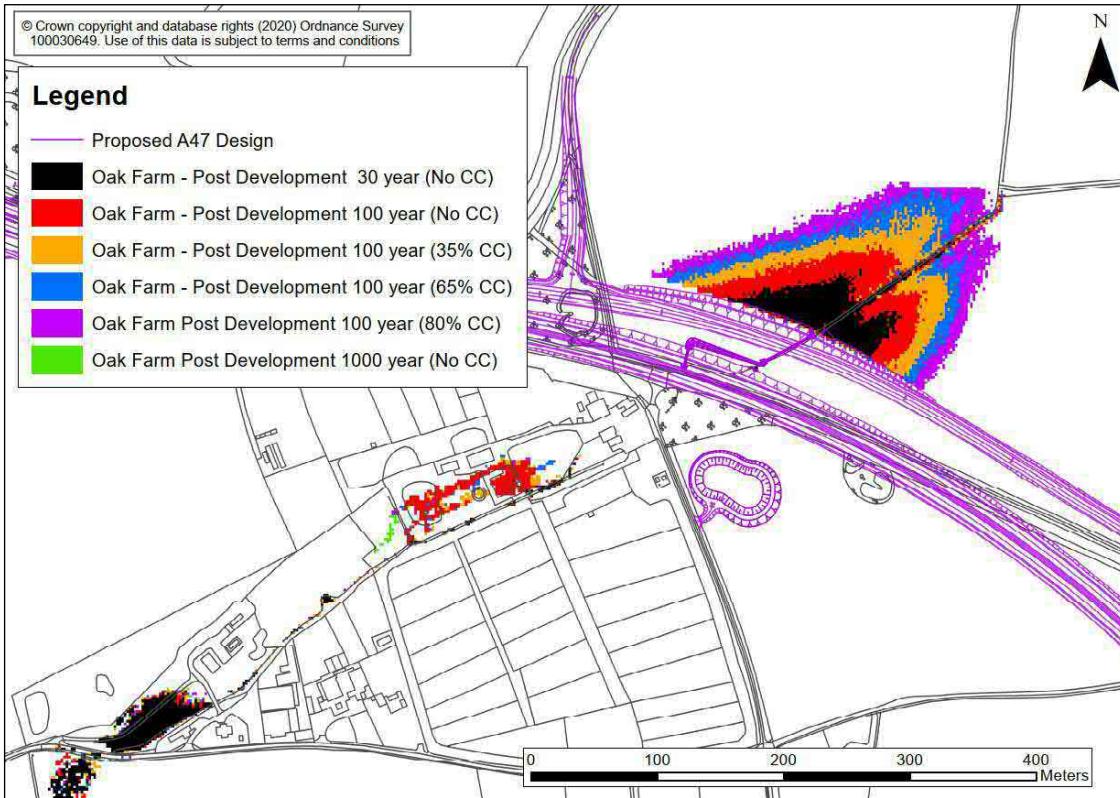 © Crown copyright and database rights (2020) Ordnance Survey
100030649. Use of this data is subject to terms and conditions
N
Legend
Proposed A47 Design
Oak Farm - Post Development 30 year (No CC)
Oak Farm - Post Development 100 year (No CC)
Oak Farm - Post Development 100 year (35% CC)
Oak Farm - Post Development 100 year (65% CC)
Oak Farm Post Development 100 year (80% CC)
Oak Farm Post Development 1000 year (No CC)
0 100 200 300 400
Meters